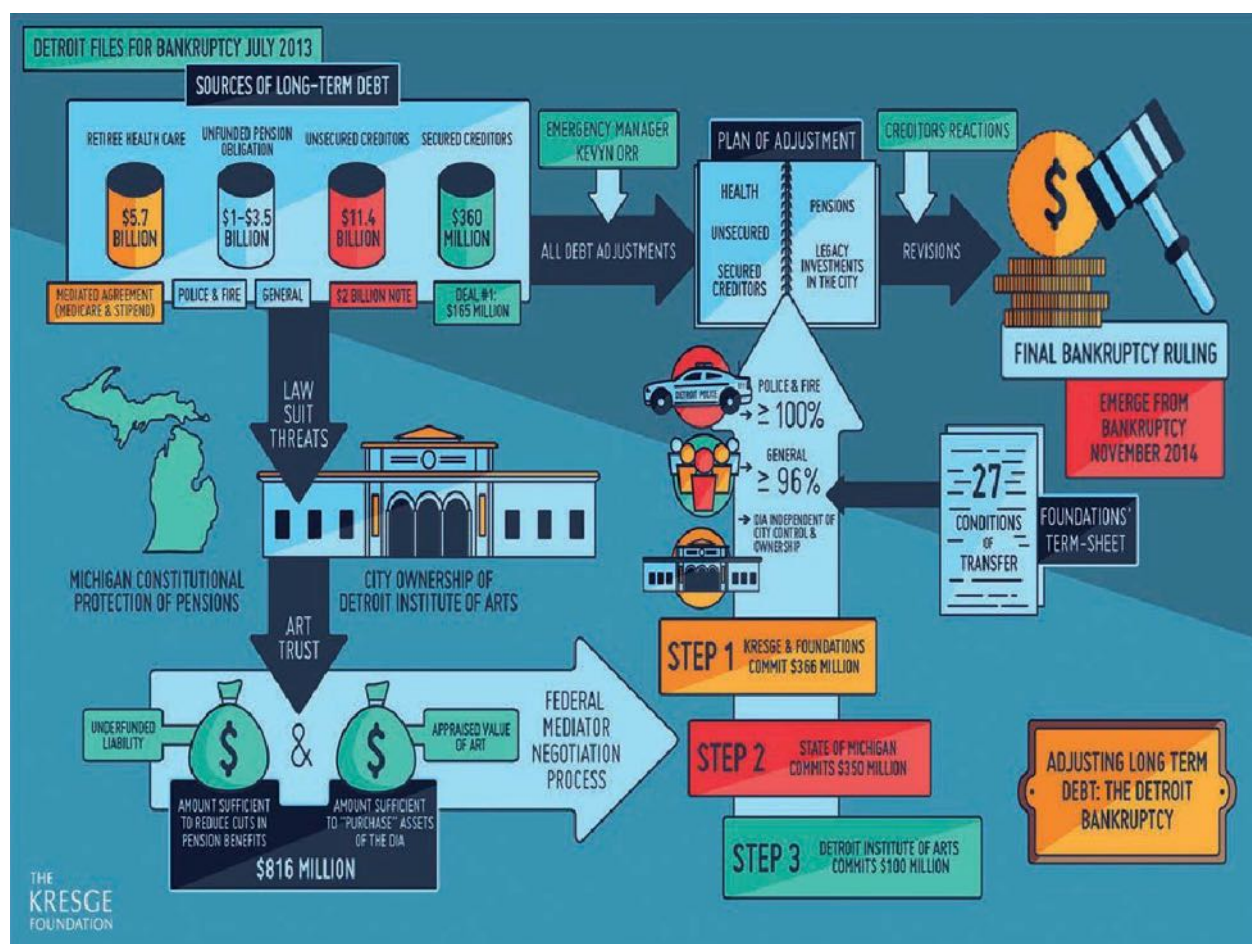 DETROIT FILES FOR BANKRUPTCY JULY 2013
SOURCES OF LONG-TERM DEBT
RETIREE HEALTH CARE
UNFUNDED PENSION
OBLIGATION
UNSECURED CREDITORS
SECURED CREDITORS
$5.7
BILLION
$1-$3.5
BILLION
$11.4
BILLION
$360
MILLION
MEDIATED AGREEMENT
(MEDICARE & STIPEND)
POLICE & FIRE
GENERAL
$2 BILLION NOTE
DEAL #1:
$165 MILLION
EMERGENCY MANAGER
KEVYN ORR
ALL DEBT ADJUSTMENTS
PLAN OF ADJUSTMENT
HEALTH
UNSECURED
SECURED
CREDITORS
PENSIONS
LEGACY
INVESTMENTS
IN THE CITY
CREDITORS REACTIONS
REVISIONS
$
FINAL BANKRUPTCY RULING
EMERGE FROM
BANKRUPTCY
NOVEMBER 2014
LAW
SUIT
THREATS
MICHIGAN CONSTITUTIONAL
PROTECTION OF PENSIONS
CITY OWNERSHIP OF
DETROIT INSTITUTE OF ARTS
ART
TRUST
UNDERFUNDED
LIABILITY
$
&
$
APPRAISED VALUE
OF ART
AMOUNT SUFFICIENT
TO REDUCE CUTS IN
PENSION BENEFITS
AMOUNT SUFFICIENT
TO "PURCHASE" ASSETS
OF THE DIA
$816 MILLION
FEDERAL
MEDIATOR
NEGOTIATION
PROCESS
DETROIT POLICE
POLICE & FIRE
≥ 100%
GENERAL
≥ 96%
DIA INDEPENDENT OF
CITY CONTROL &
OWNERSHIP
27
CONDITIONS
OF
TRANSFER
FOUNDATIONS'
TERM-SHEET
STEP 1 KRESGE & FOUNDATIONS
COMMIT $366 MILLION
STEP 2 STATE OF MICHIGAN
COMMITS $350 MILLION
STEP 3 DETROIT INSTITUTE OF ARTS
COMMITS $100 MILLION
ADJUSTING LONG TERM
DEBT: THE DETROIT
BANKRUPTCY
THE
KRESGE
FOUNDATION